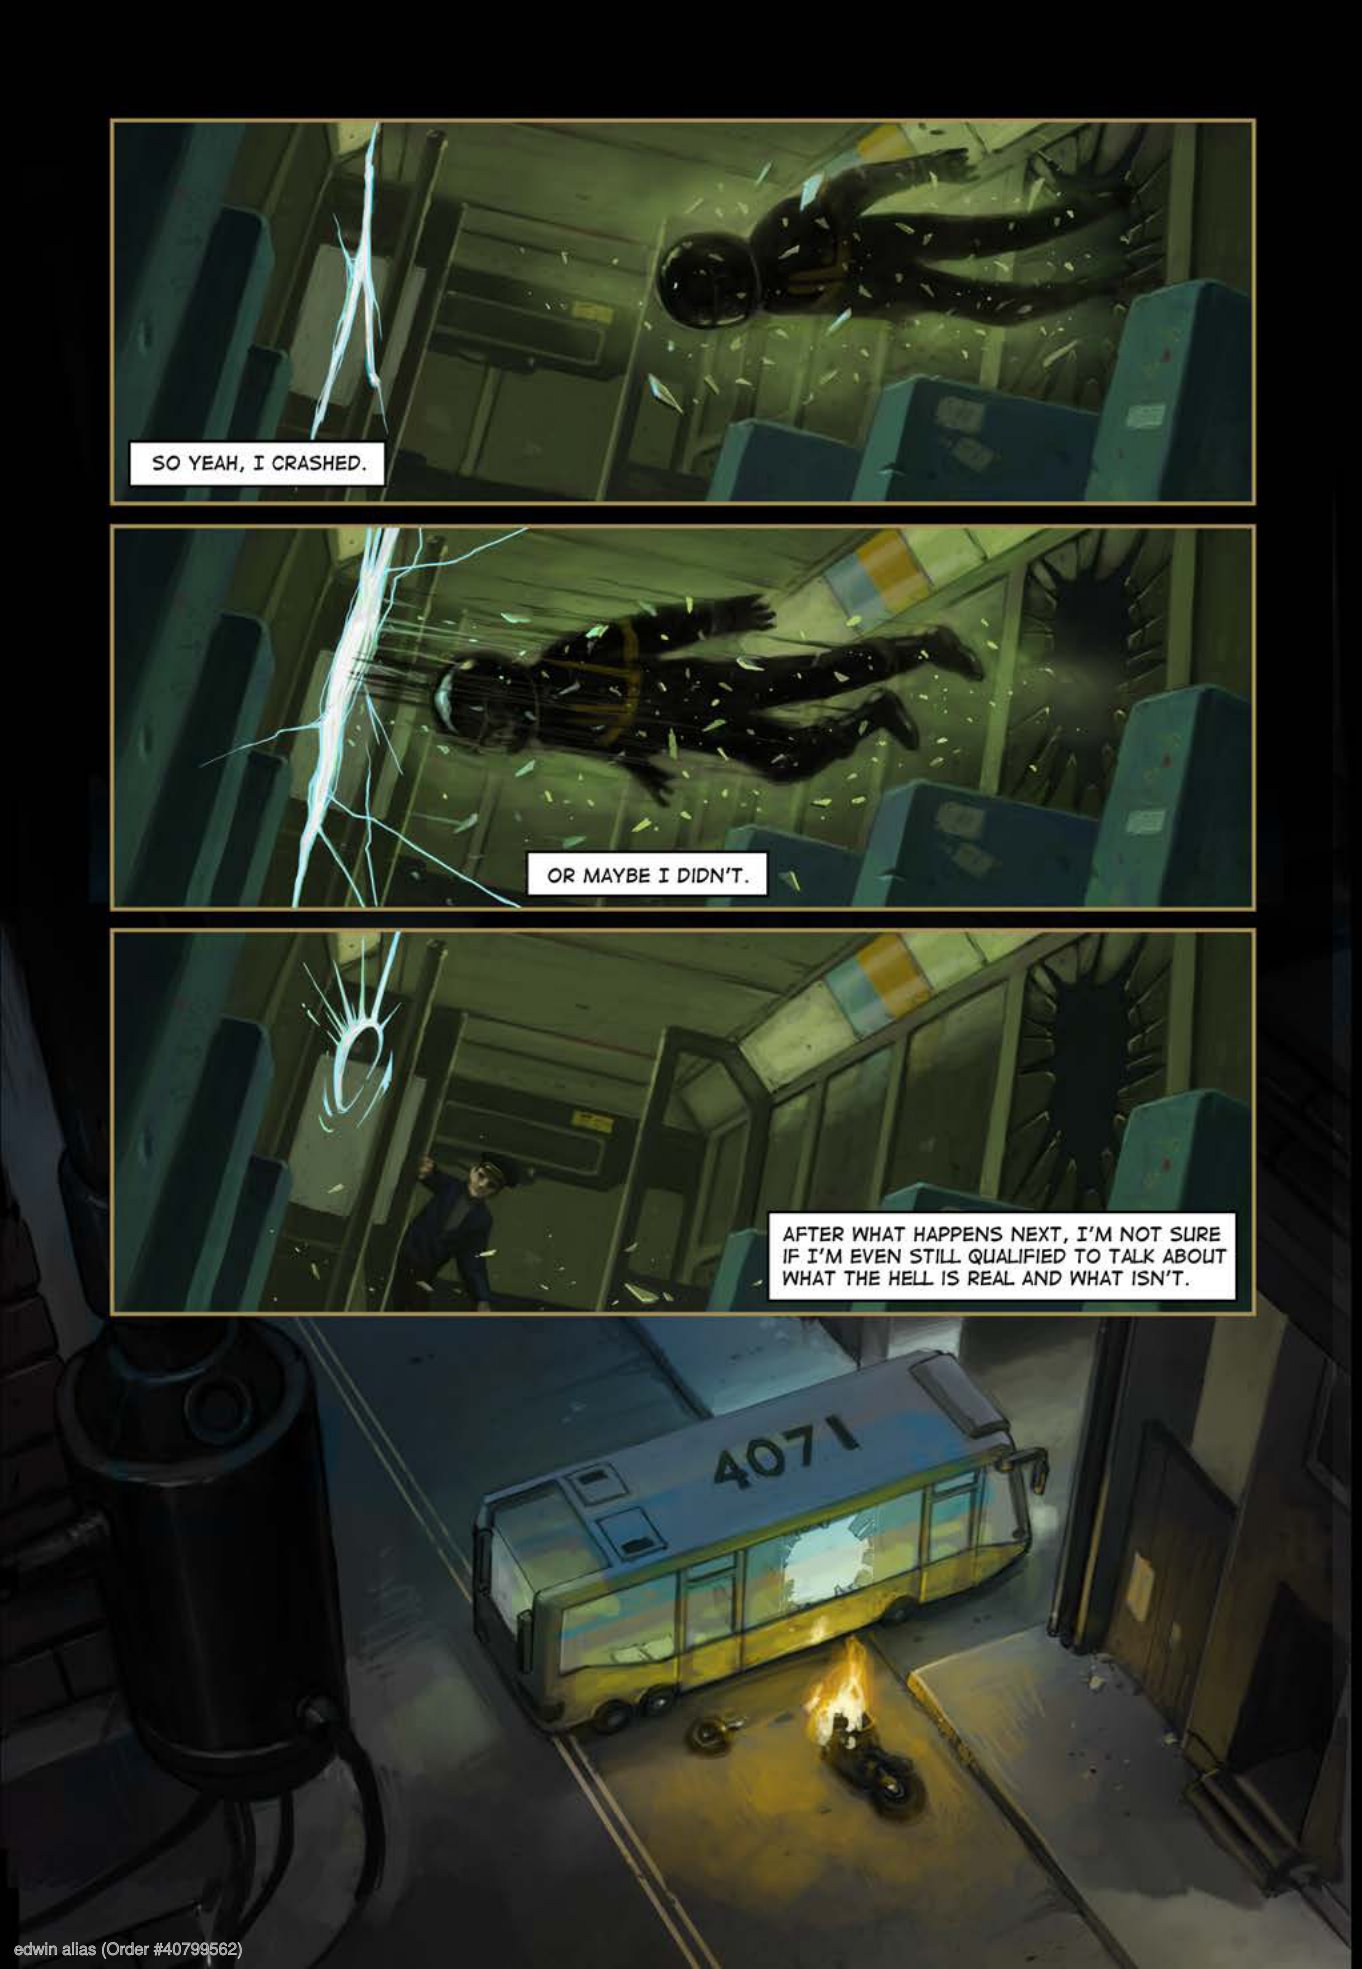 SO YEAH, I CRASHED.
OR MAYBE I DIDN'T.
AFTER WHAT HAPPENS NEXT, I'M NOT SURE
IF I'M EVEN STILL QUALIFIED TO TALK ABOUT
WHAT THE HELL IS REAL AND WHAT ISN'T.
4071
edwin alias (Order #40799562)